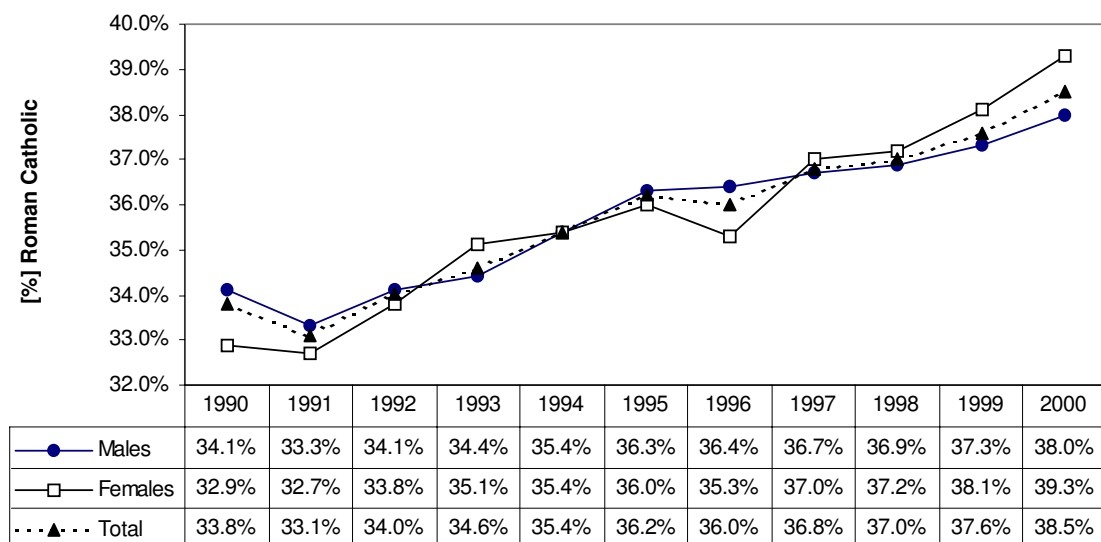 40.0%
39.0%
38.0%
37.0%
36.0%
35.0%
34.0%
33.0%
32.0%
[%] Roman Catholic
1990 1991 1992 1993 1994 1995 1996 1997 1998 1999 2000
Males 34.1% 33.3% 34.1% 34.4% 35.4% 36.3% 36.4% 36.7% 36.9% 37.3% 38.0%
Females 32.9% 32.7% 33.8% 35.1% 35.4% 36.0% 35.3% 37.0% 37.2% 38.1% 39.3%
Total 33.8% 33.1% 34.0% 34.6% 35.4% 36.2% 36.0% 36.8% 37.0% 37.6% 38.5%